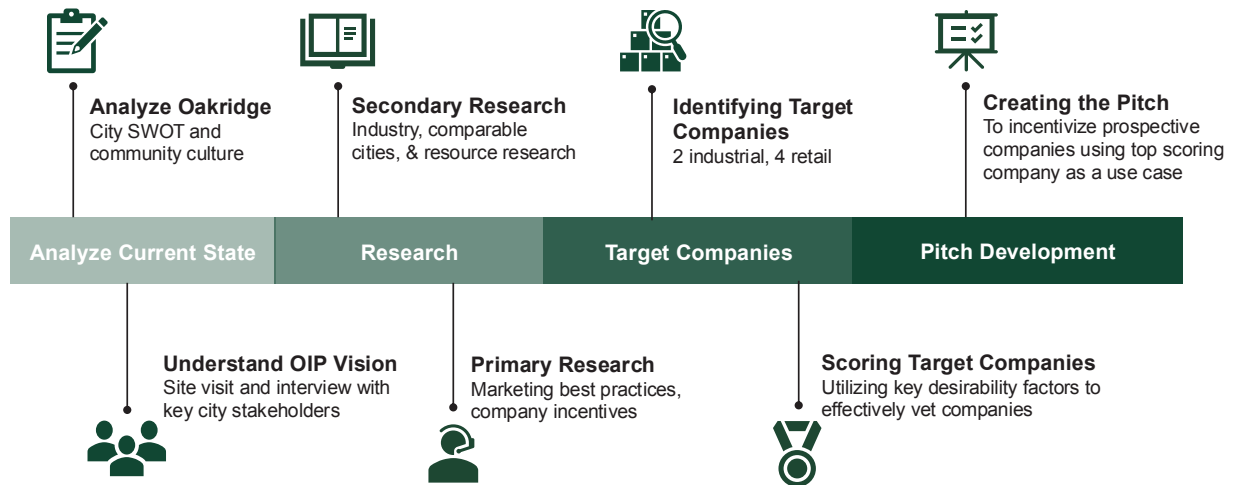 Analyze Oakridge
City SWOT and
community culture
Secondary Research
Industry, comparable
cities, & resource research
Identifying Target
Companies
2 industrial, 4 retail
Creating the Pitch
To incentivize prospective
companies using top scoring
company as a use case
Analyze Current State
Research
Target Companies
Pitch Development
Understand OIP Vision
Site visit and interview with
key city stakeholders
Primary Research
Marketing best practices,
company incentives
Scoring Target Companies
Utilizing key desirability factors to
effectively vet companies